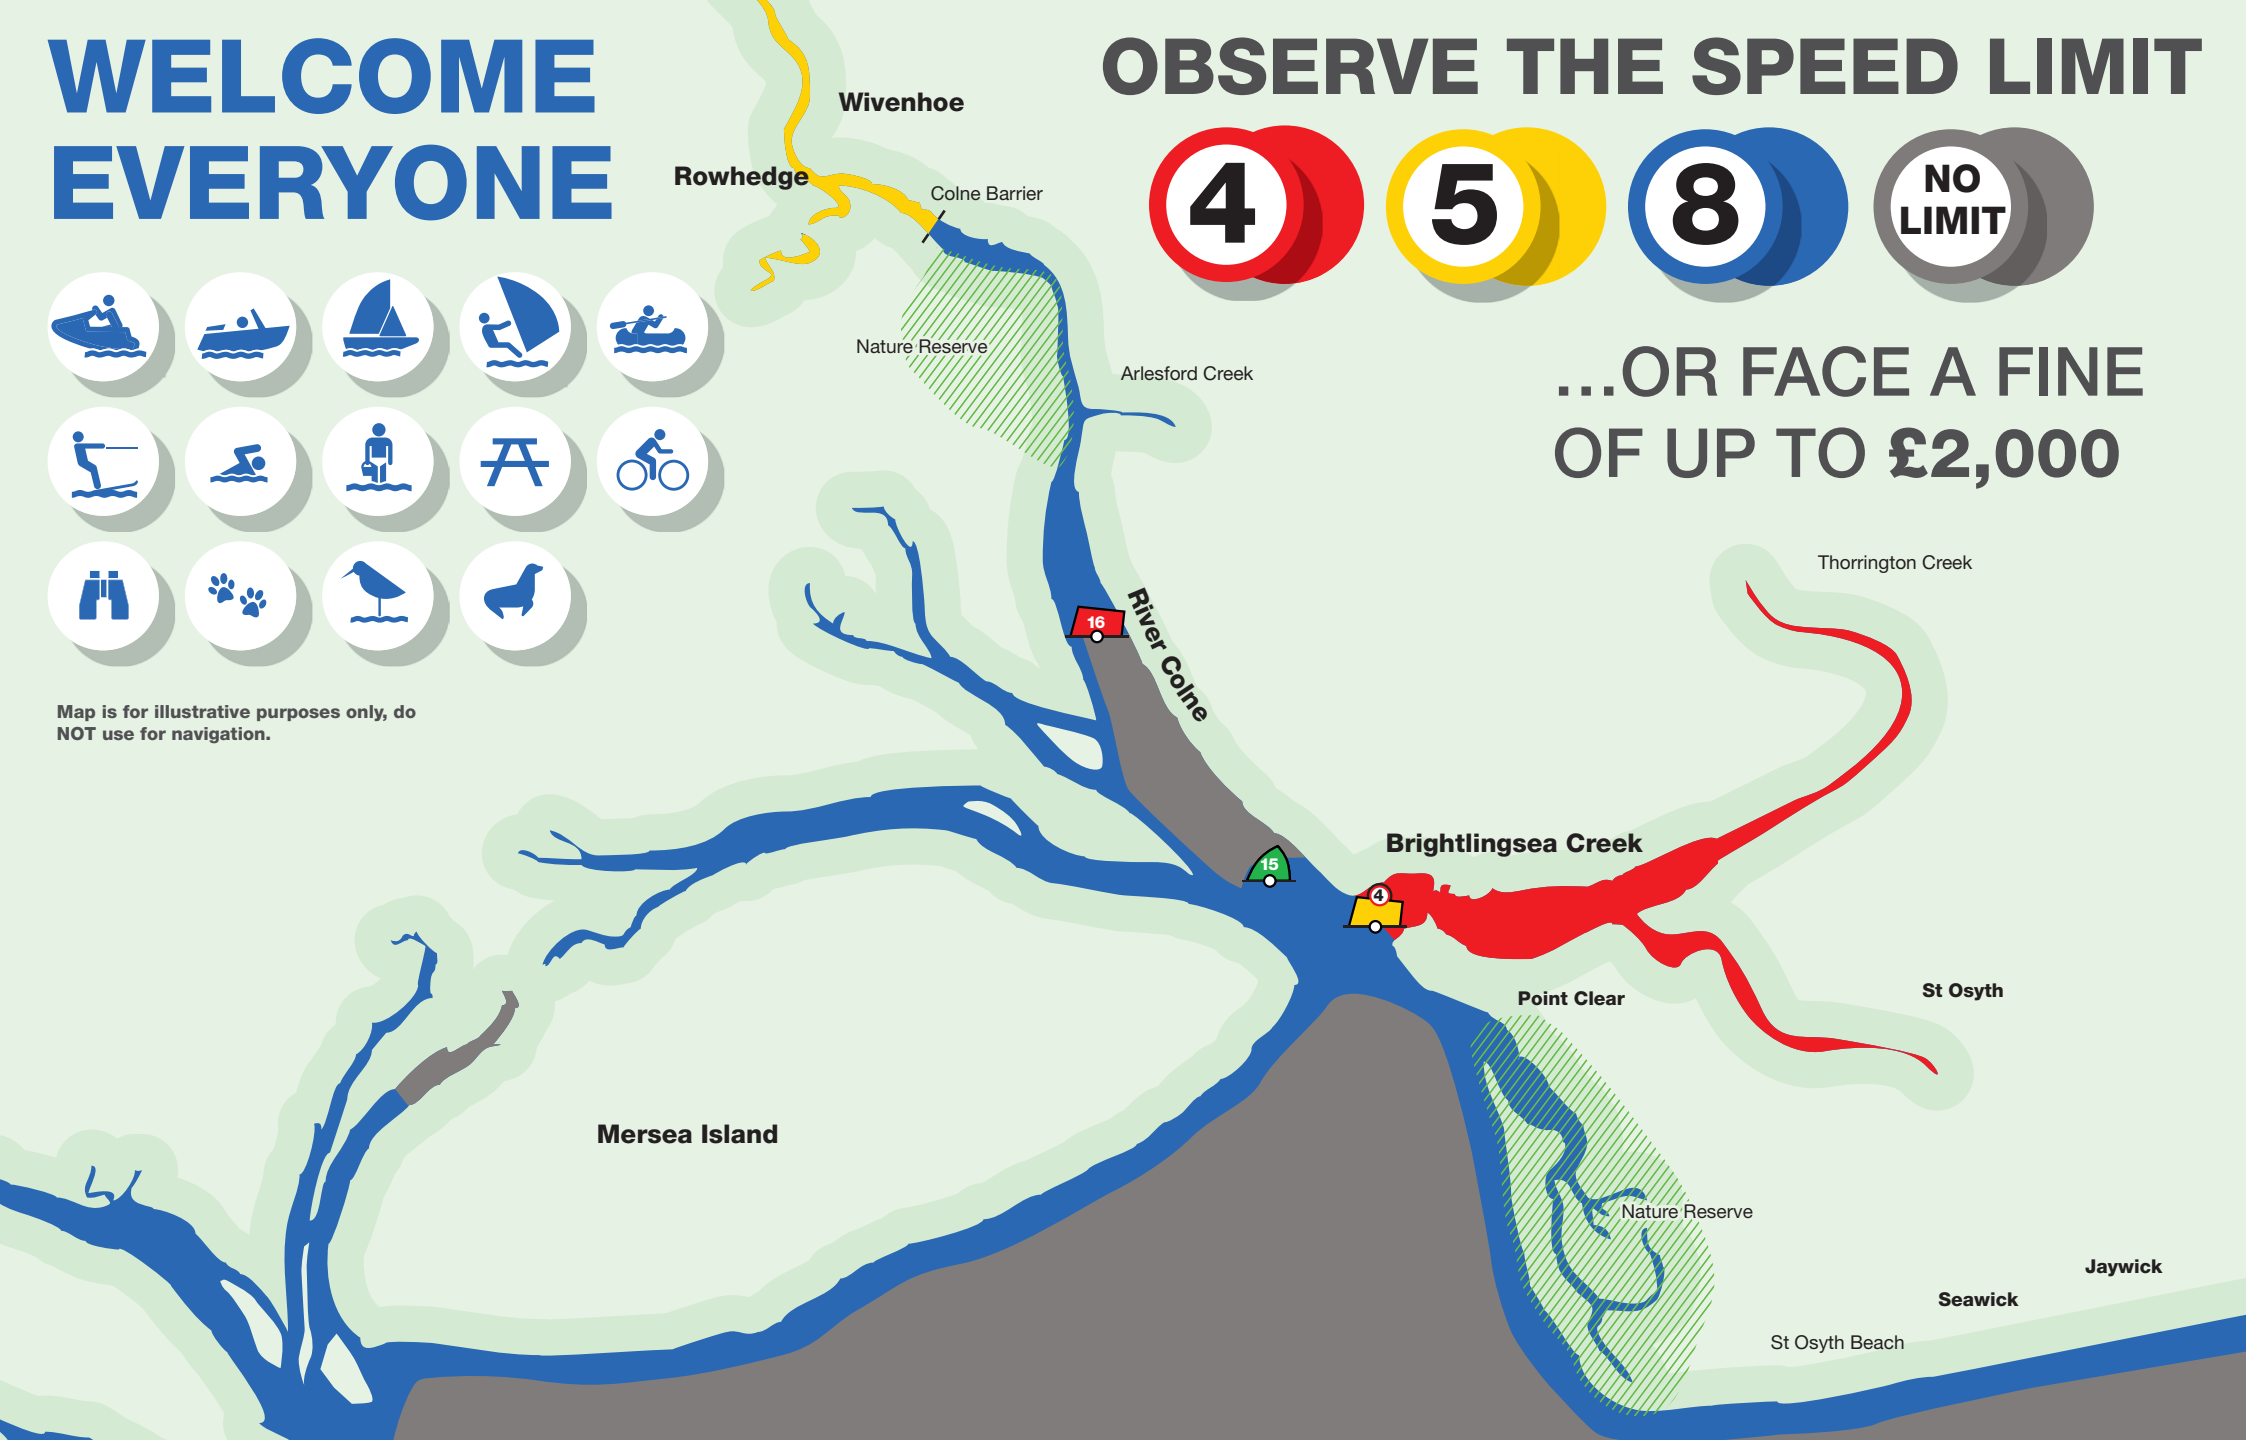 WELCOME
EVERYONE
OBSERVE THE SPEED LIMIT
4
5
8
NO
LIMIT
...OR FACE A FINE
OF UP TO £2,000
Wivenhoe
Rowhedge
Colne Barrier
Nature Reserve
Arlesford Creek
Thorrington Creek
16
River Colne
Map is for illustrative purposes only, do
NOT use for navigation.
Brightlingsea Creek
15
4
Point Clear
St Osyth
Mersea Island
Nature Reserve
Jaywick
Seawick
St Osyth Beach